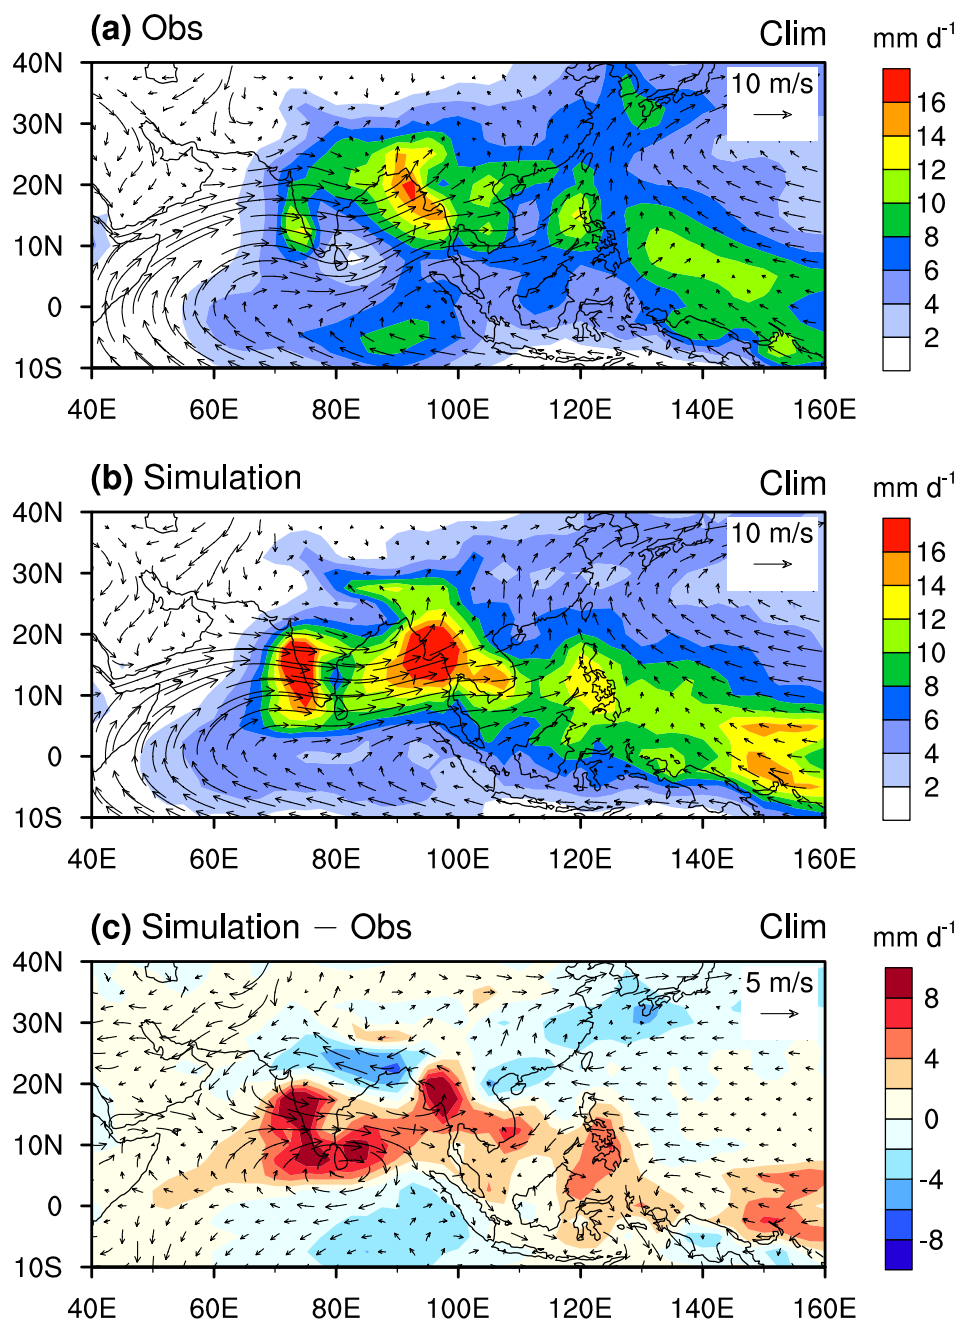 (a) Obs Clim mm d⁻¹
40N
30N
20N
10N
0
10S
10 m/s
40E 60E 80E 100E 120E 140E 160E
16
14
12
10
8
6
4
2
(b) Simulation Clim mm d⁻¹
40N
30N
20N
10N
0
10S
10 m/s
40E 60E 80E 100E 120E 140E 160E
16
14
12
10
8
6
4
2
(c) Simulation − Obs Clim mm d⁻¹
40N
30N
20N
10N
0
10S
5 m/s
40E 60E 80E 100E 120E 140E 160E
8
4
0
-4
-8